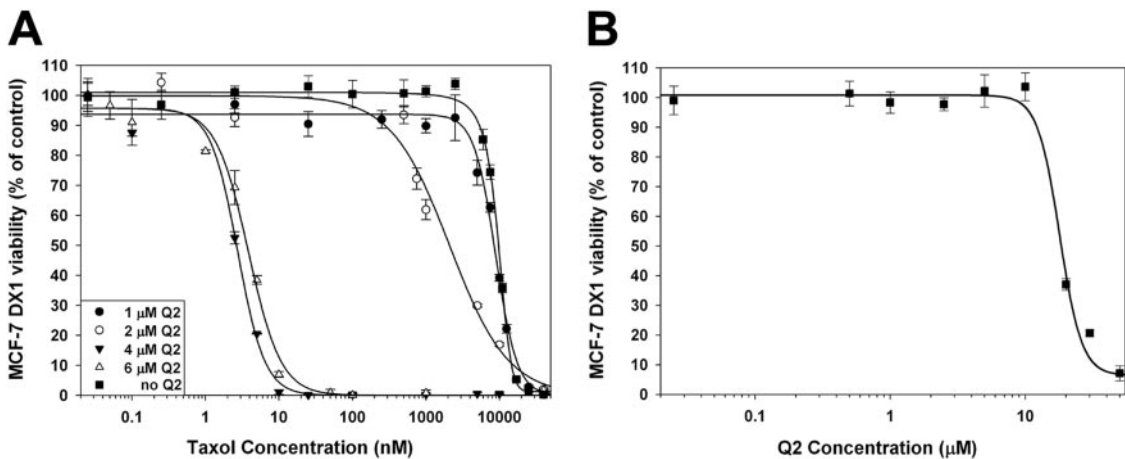 A
110
100
90
80
70
60
50
40
30
20
10
0
MCF-7 DX1 viability (% of control)
1 μM Q2
2 μM Q2
4 μM Q2
6 μM Q2
no Q2
0.1 1 10 100 1000 10000
Taxol Concentration (nM)
B
110
100
90
80
70
60
50
40
30
20
10
0
MCF-7 DX1 viability (% of control)
0.1 1 10
Q2 Concentration (μM)